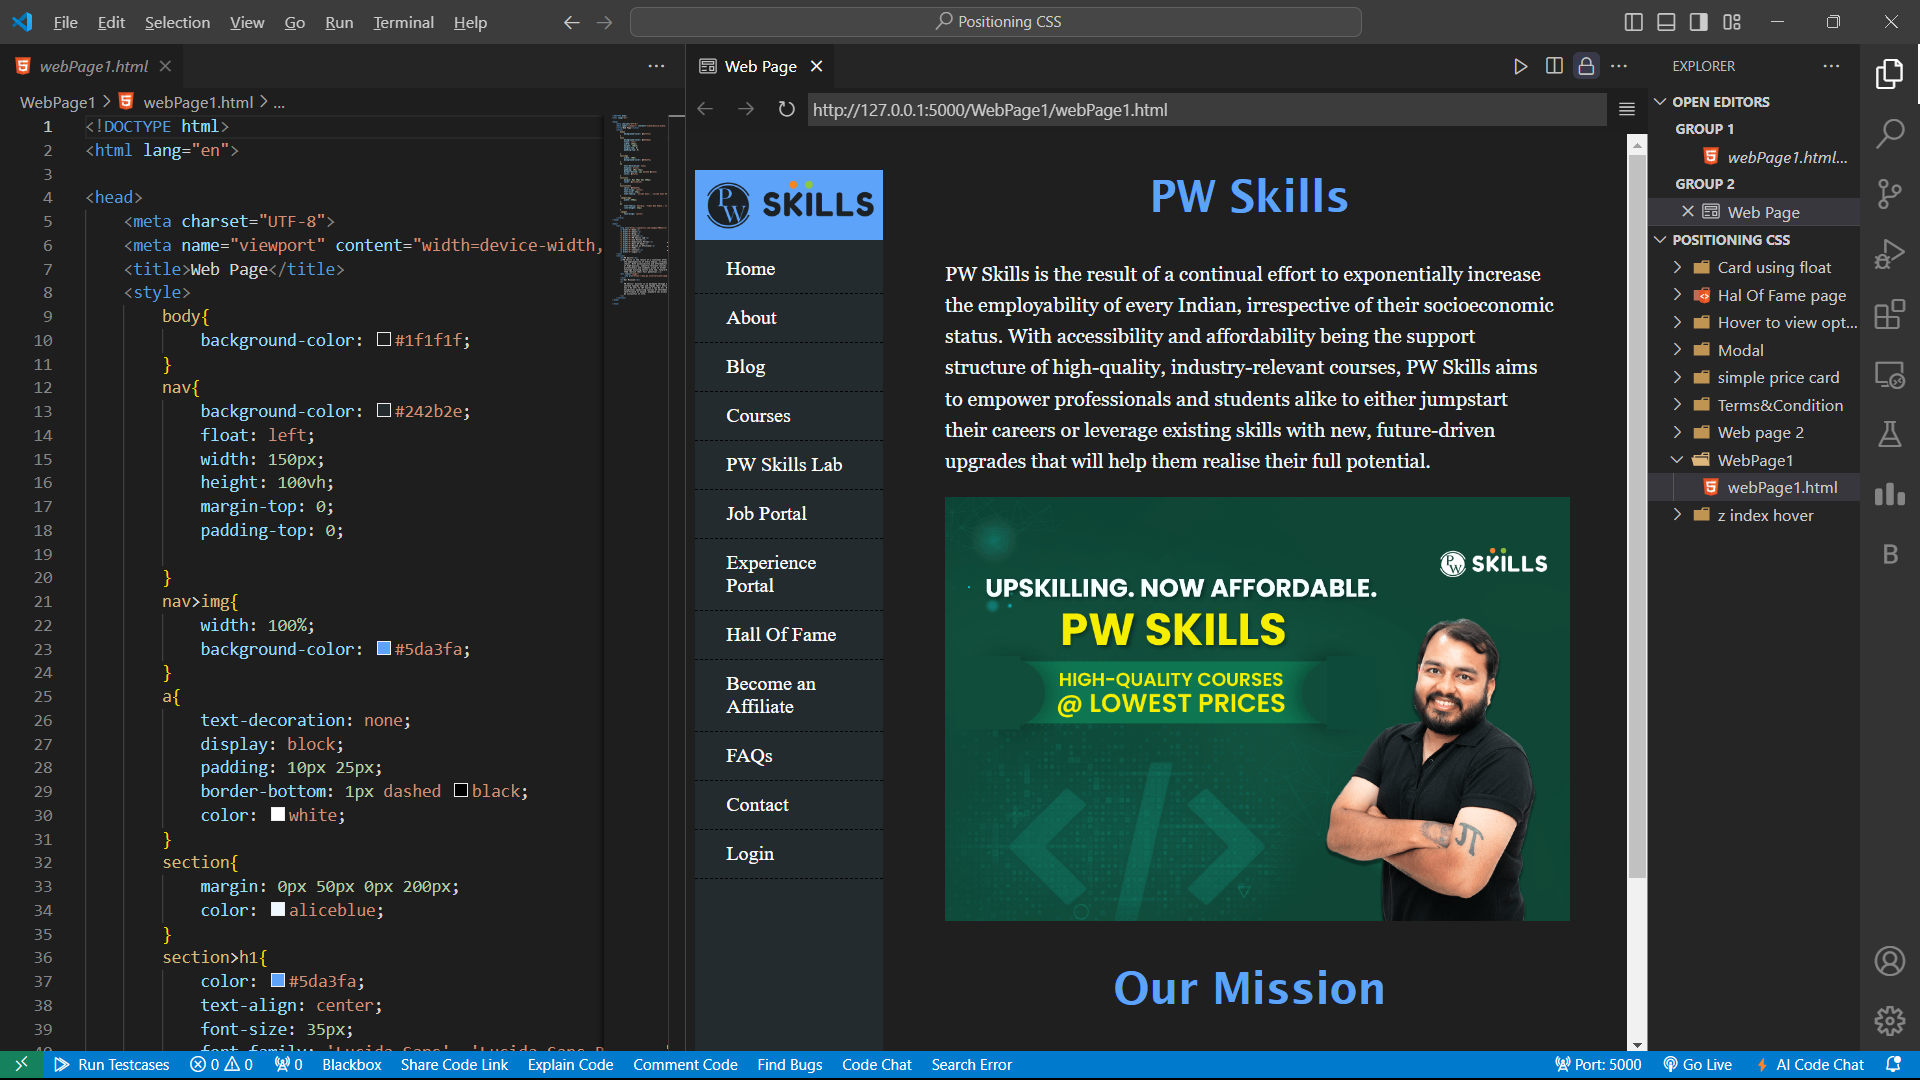 File Edit Selection View Go Run Terminal Help
Positioning CSS
webPage1.html
WebPage1 > webPage1.html > ...
1 <!DOCTYPE html>
2 <html lang="en">
3
4 <head>
5 <meta charset="UTF-8">
6 <meta name="viewport" content="width=device-width,
7 <title>Web Page</title>
8 <style>
9 body{
10 background-color: #1f1f1f;
11 }
12 nav{
13 background-color: #242b2e;
14 float: left;
15 width: 150px;
16 height: 100vh;
17 margin-top: 0;
18 padding-top: 0;
19
20 }
21 nav>img{
22 width: 100%;
23 background-color: #5da3fa;
24 }
25 a{
26 text-decoration: none;
27 display: block;
28 padding: 10px 25px;
29 border-bottom: 1px dashed black;
30 color: white;
31 }
32 section{
33 margin: 0px 50px 0px 200px;
34 color: aliceblue;
35 }
36 section>h1{
37 color: #5da3fa;
38 text-align: center;
39 font-size: 35px;
Web Page
http://127.0.0.1:5000/WebPage1/webPage1.html
PW SKILLS
Home
About
Blog
Courses
PW Skills Lab
Job Portal
Experience
Portal
Hall Of Fame
Become an
Affiliate
FAQs
Contact
Login
PW Skills
PW Skills is the result of a continual effort to exponentially increase
the employability of every Indian, irrespective of their socioeconomic
status. With accessibility and affordability being the support
structure of high-quality, industry-relevant courses, PW Skills aims
to empower professionals and students alike to either jumpstart
their careers or leverage existing skills with new, future-driven
upgrades that will help them realise their full potential.
PW SKILLS
UPSKILLING. NOW AFFORDABLE.
PW SKILLS
HIGH-QUALITY COURSES
@ LOWEST PRICES
</>
π
Our Mission
EXPLORER
OPEN EDITORS
GROUP 1
webPage1.html...
GROUP 2
Web Page
POSITIONING CSS
Card using float
Hal Of Fame page
Hover to view opt...
Modal
simple price card
Terms&Condition
Web page 2
WebPage1
webPage1.html
z index hover
B
Run Testcases 0 0 0 Blackbox Share Code Link Explain Code Comment Code Find Bugs Code Chat Search Error Port: 5000 Go Live AI Code Chat